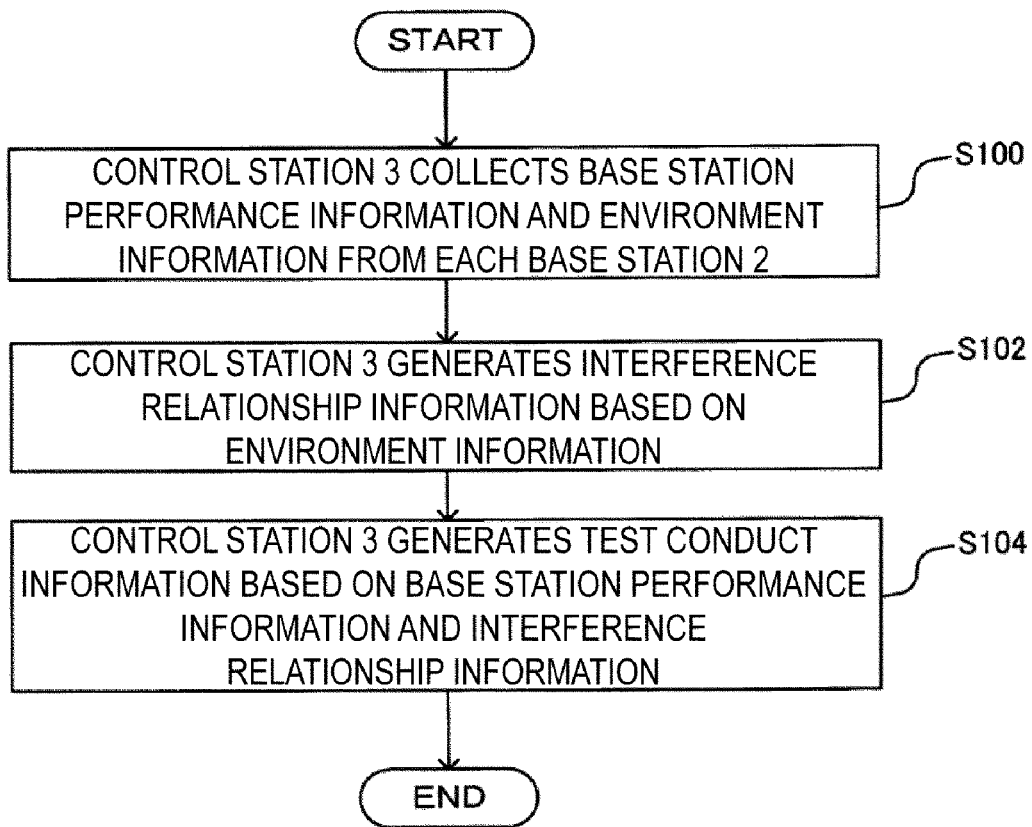 START
CONTROL STATION 3 COLLECTS BASE STATION
PERFORMANCE INFORMATION AND ENVIRONMENT
INFORMATION FROM EACH BASE STATION 2
S100
CONTROL STATION 3 GENERATES INTERFERENCE
RELATIONSHIP INFORMATION BASED ON
ENVIRONMENT INFORMATION
S102
CONTROL STATION 3 GENERATES TEST CONDUCT
INFORMATION BASED ON BASE STATION PERFORMANCE
INFORMATION AND INTERFERENCE
RELATIONSHIP INFORMATION
S104
END